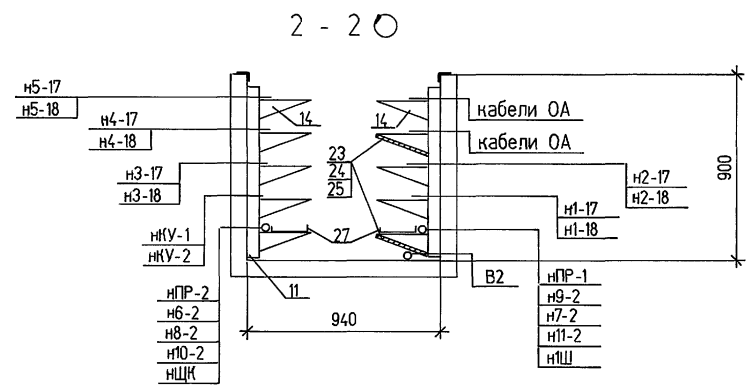 2 - 2
н5-17
н5-18
н4-17
н4-18
н3-17
н3-18
нКУ-1
нКУ-2
нПР-2
н6-2
н8-2
н10-2
нЩК
14
14
23
24
25
27
11
940
кабели ОА
кабели ОА
н2-17
н2-18
н1-17
н1-18
В2
нПР-1
н9-2
н7-2
н11-2
н1Ш
900